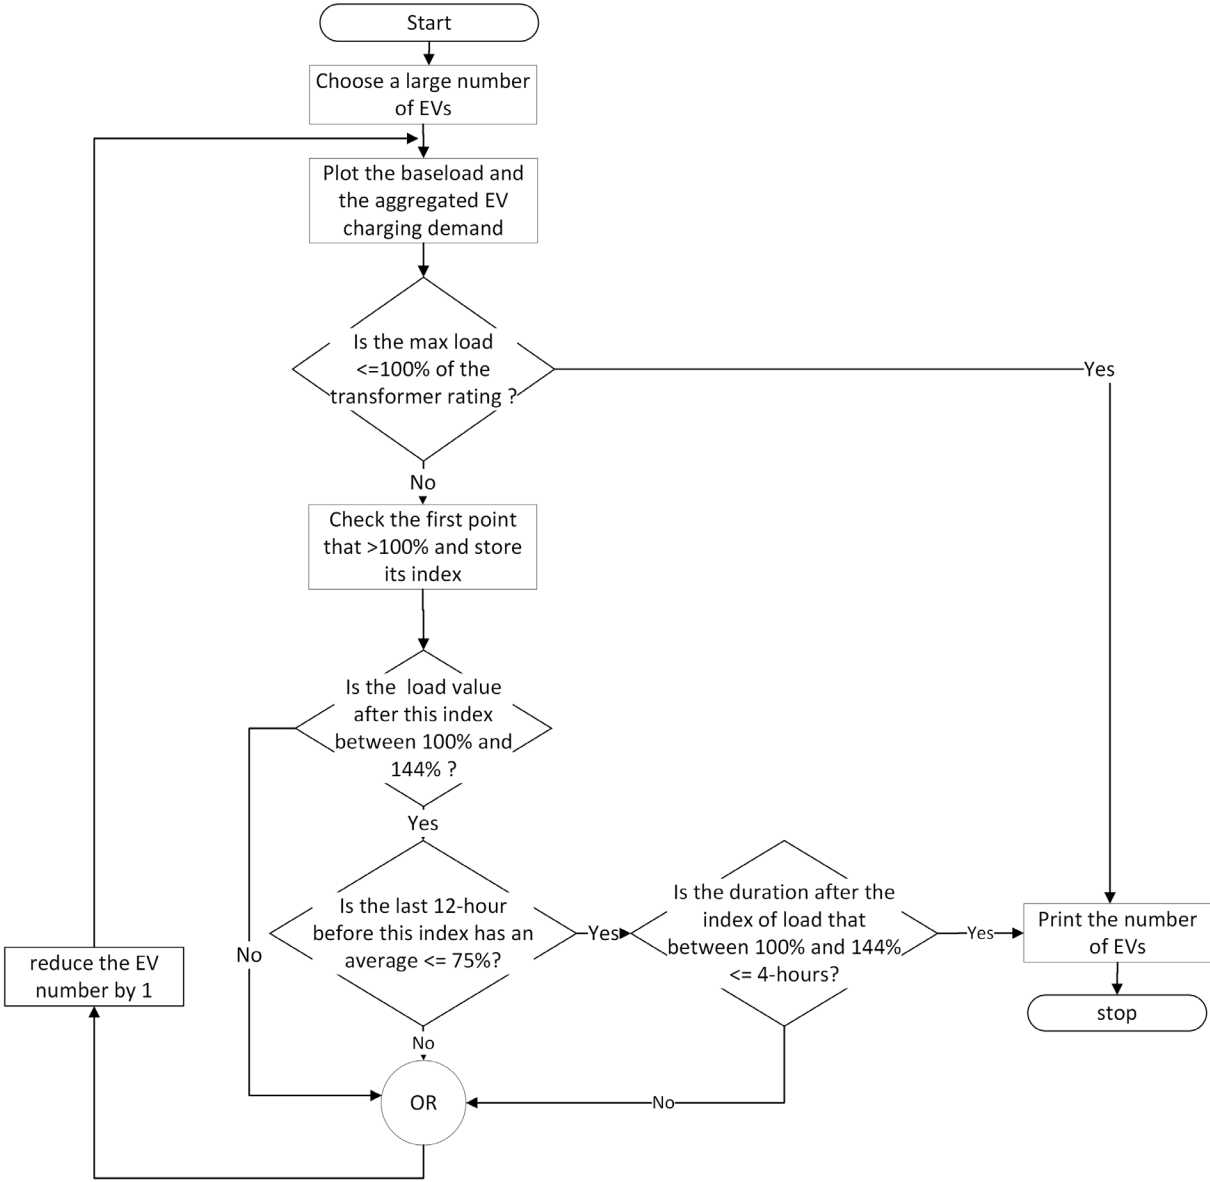 Start
Choose a large number
of EVs
Plot the baseload and
the aggregated EV
charging demand
Is the max load
<=100% of the
transformer rating ?
Yes
No
Check the first point
that >100% and store
its index
Is the  load value
after this index
between 100% and
144% ?
Yes
No
Is the last 12-hour
before this index has an
average <= 75%?
Yes
Is the duration after the
index of load that
between 100% and 144%
<= 4-hours?
Yes
Print the number
of EVs
stop
reduce the EV
number by 1
No
OR
No